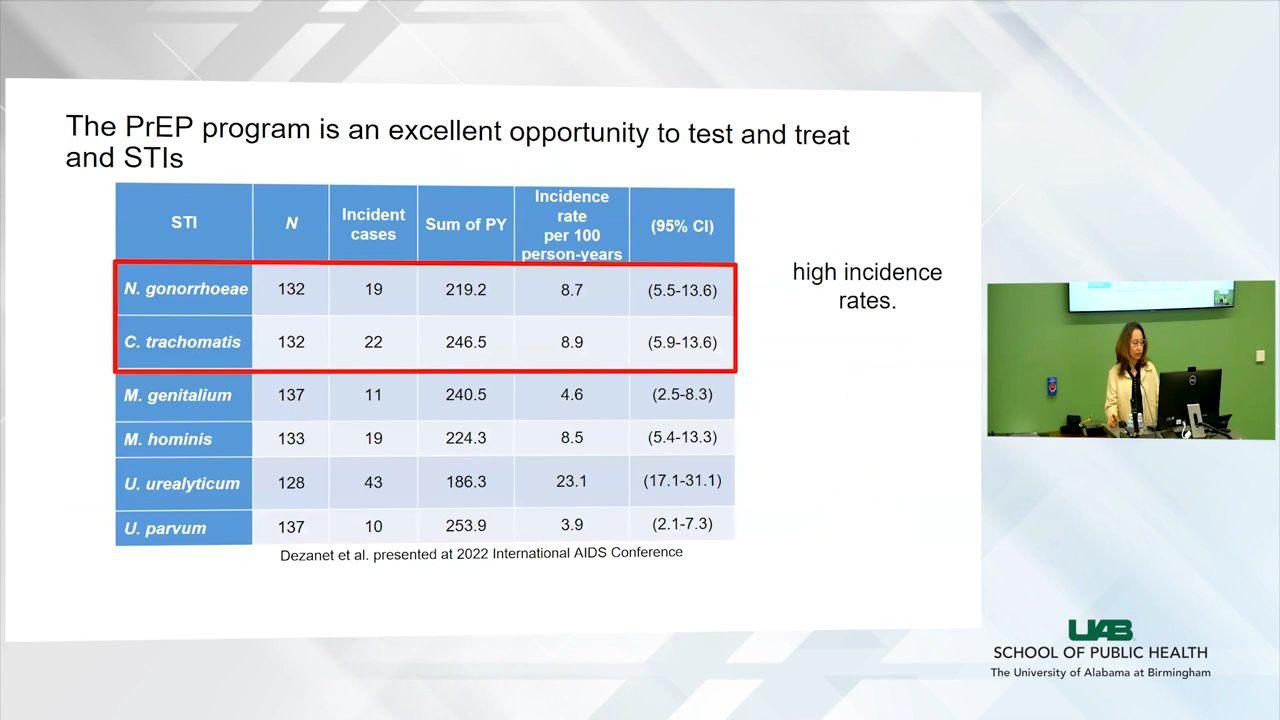 The PrEP program is an excellent opportunity to test and treat
and STIs
STI N Incident cases Sum of PY Incidence rate per 100 person-years (95% CI)
N. gonorrhoeae 132 19 219.2 8.7 (5.5-13.6)
C. trachomatis 132 22 246.5 8.9 (5.9-13.6)
M. genitalium 137 11 240.5 4.6 (2.5-8.3)
M. hominis 133 19 224.3 8.5 (5.4-13.3)
U. urealyticum 128 43 186.3 23.1 (17.1-31.1)
U. parvum 137 10 253.9 3.9 (2.1-7.3)
Dezanet et al. presented at 2022 International AIDS Conference
high incidence
rates.
UAB
SCHOOL OF PUBLIC HEALTH
The University of Alabama at Birmingham